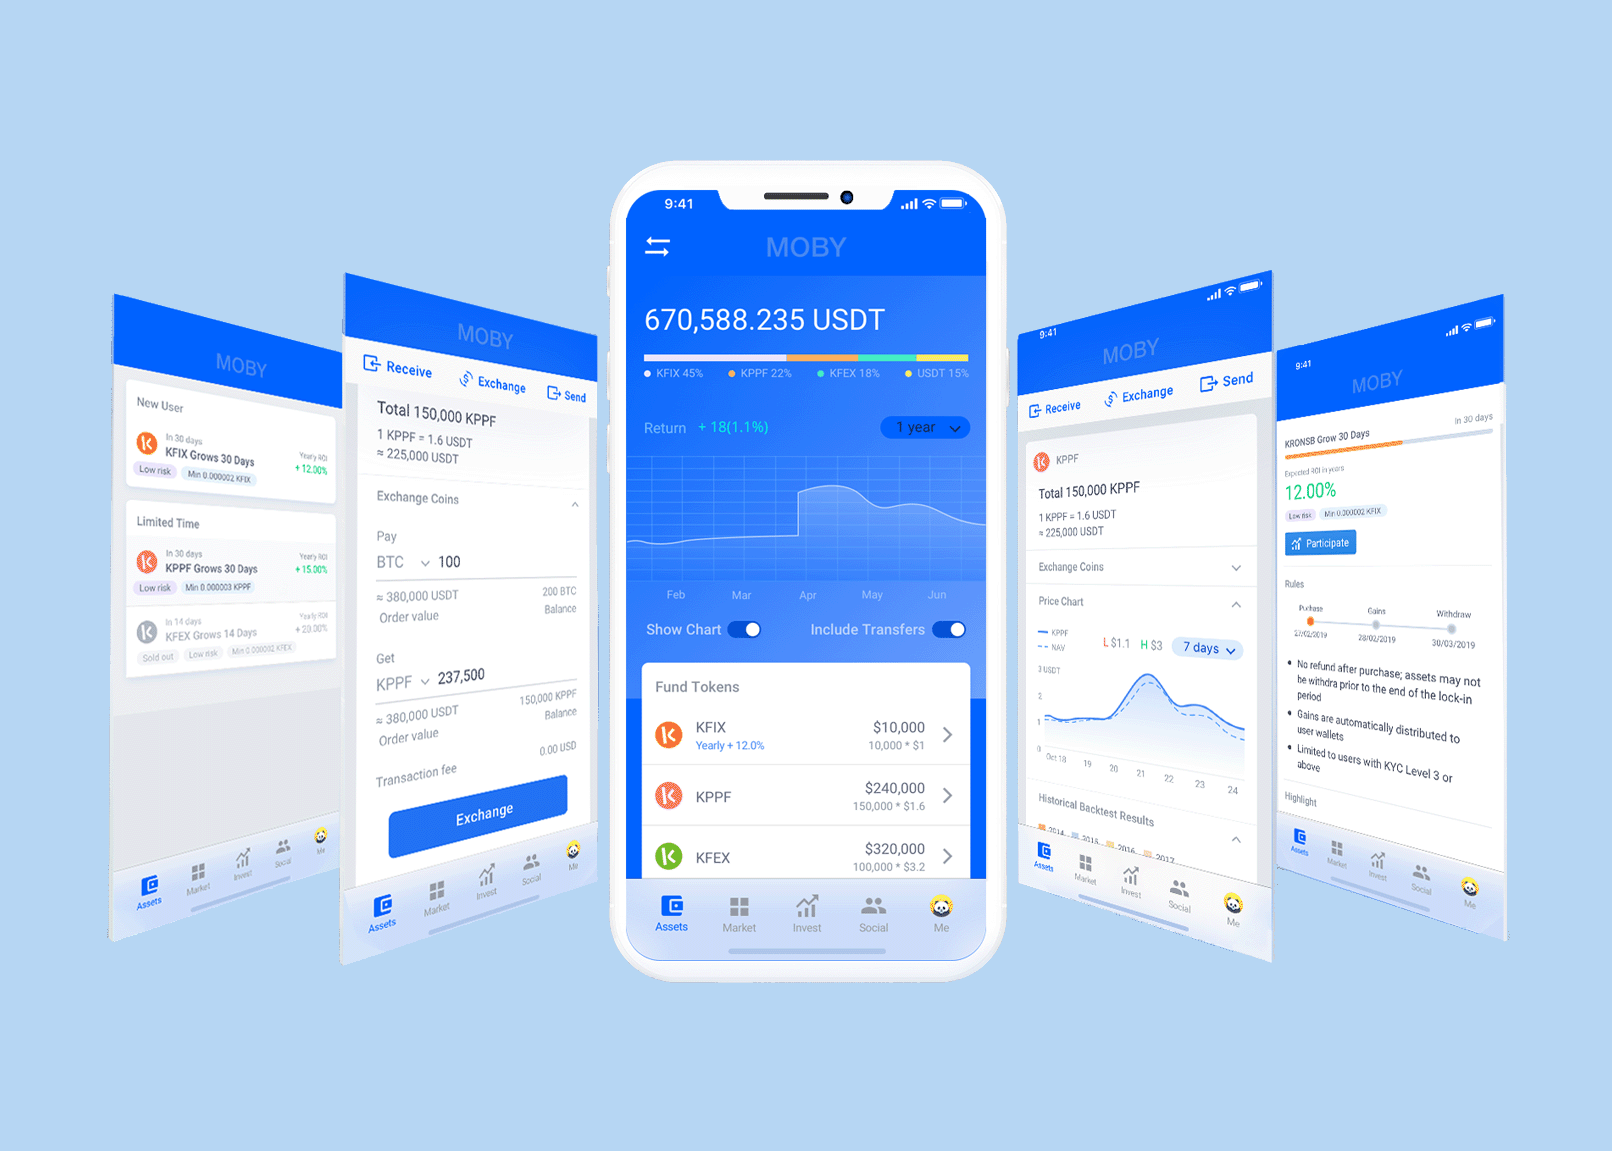 MOBY
New User
In 30 days
KFIX Grows 30 Days
Yearly ROI
+ 12.00%
Low risk
Min 0.000002 KFIX
Limited Time
In 30 days
KPPF Grows 30 Days
Yearly ROI
+ 15.00%
Low risk
Min 0.000003 KPPF
In 14 days
KFEX Grows 14 Days
Yearly ROI
+ 20.00%
Sold out
Low risk
Min 0.000002 KFEX
Assets
Market
Invest
Social
Me
MOBY
Receive
Exchange
Send
Total 150,000 KPPF
1 KPPF = 1.6 USDT
≈ 225,000 USDT
Exchange Coins
Pay
BTC 100
≈ 380,000 USDT
Order value
200 BTC
Balance
Get
KPPF 237,500
≈ 380,000 USDT
Order value
150,000 KPPF
Balance
0.00 USD
Transaction fee
Exchange
Assets
Market
Invest
Social
Me
9:41
MOBY
670,588.235 USDT
KFIX 45%
KPPF 22%
KFEX 18%
USDT 15%
Return + 18(1.1%)
1 year
Feb
Mar
Apr
May
Jun
Show Chart
Include Transfers
Fund Tokens
KFIX
Yearly + 12.0%
$10,000
10,000 * $1
KPPF
$240,000
150,000 * $1.6
KFEX
$320,000
100,000 * $3.2
Assets
Market
Invest
Social
Me
9:41
MOBY
Receive
Exchange
Send
KPPF
Total 150,000 KPPF
1 KPPF = 1.6 USDT
≈ 225,000 USDT
Exchange Coins
Price Chart
KPPF
NAV
L $1.1
H $3
7 days
3 USDT
2
1
0
Oct 18
19
20
21
22
23
24
Historical Backtest Results
2014
2015
2016
2017
Assets
Market
Invest
Social
Me
9:41
MOBY
KRONSB Grow 30 Days
In 30 days
Expected ROI in years
12.00%
Low risk
Min 0.000002 KFIX
Participate
Rules
Puchase
Gains
Withdraw
27/02/2019
28/02/2019
30/03/2019
• No refund after purchase; assets may not
be withdra prior to the end of the lock-in
period
• Gains are automatically distributed to
user wallets
• Limited to users with KYC Level 3 or
above
Highlight
Assets
Market
Invest
Social
Me